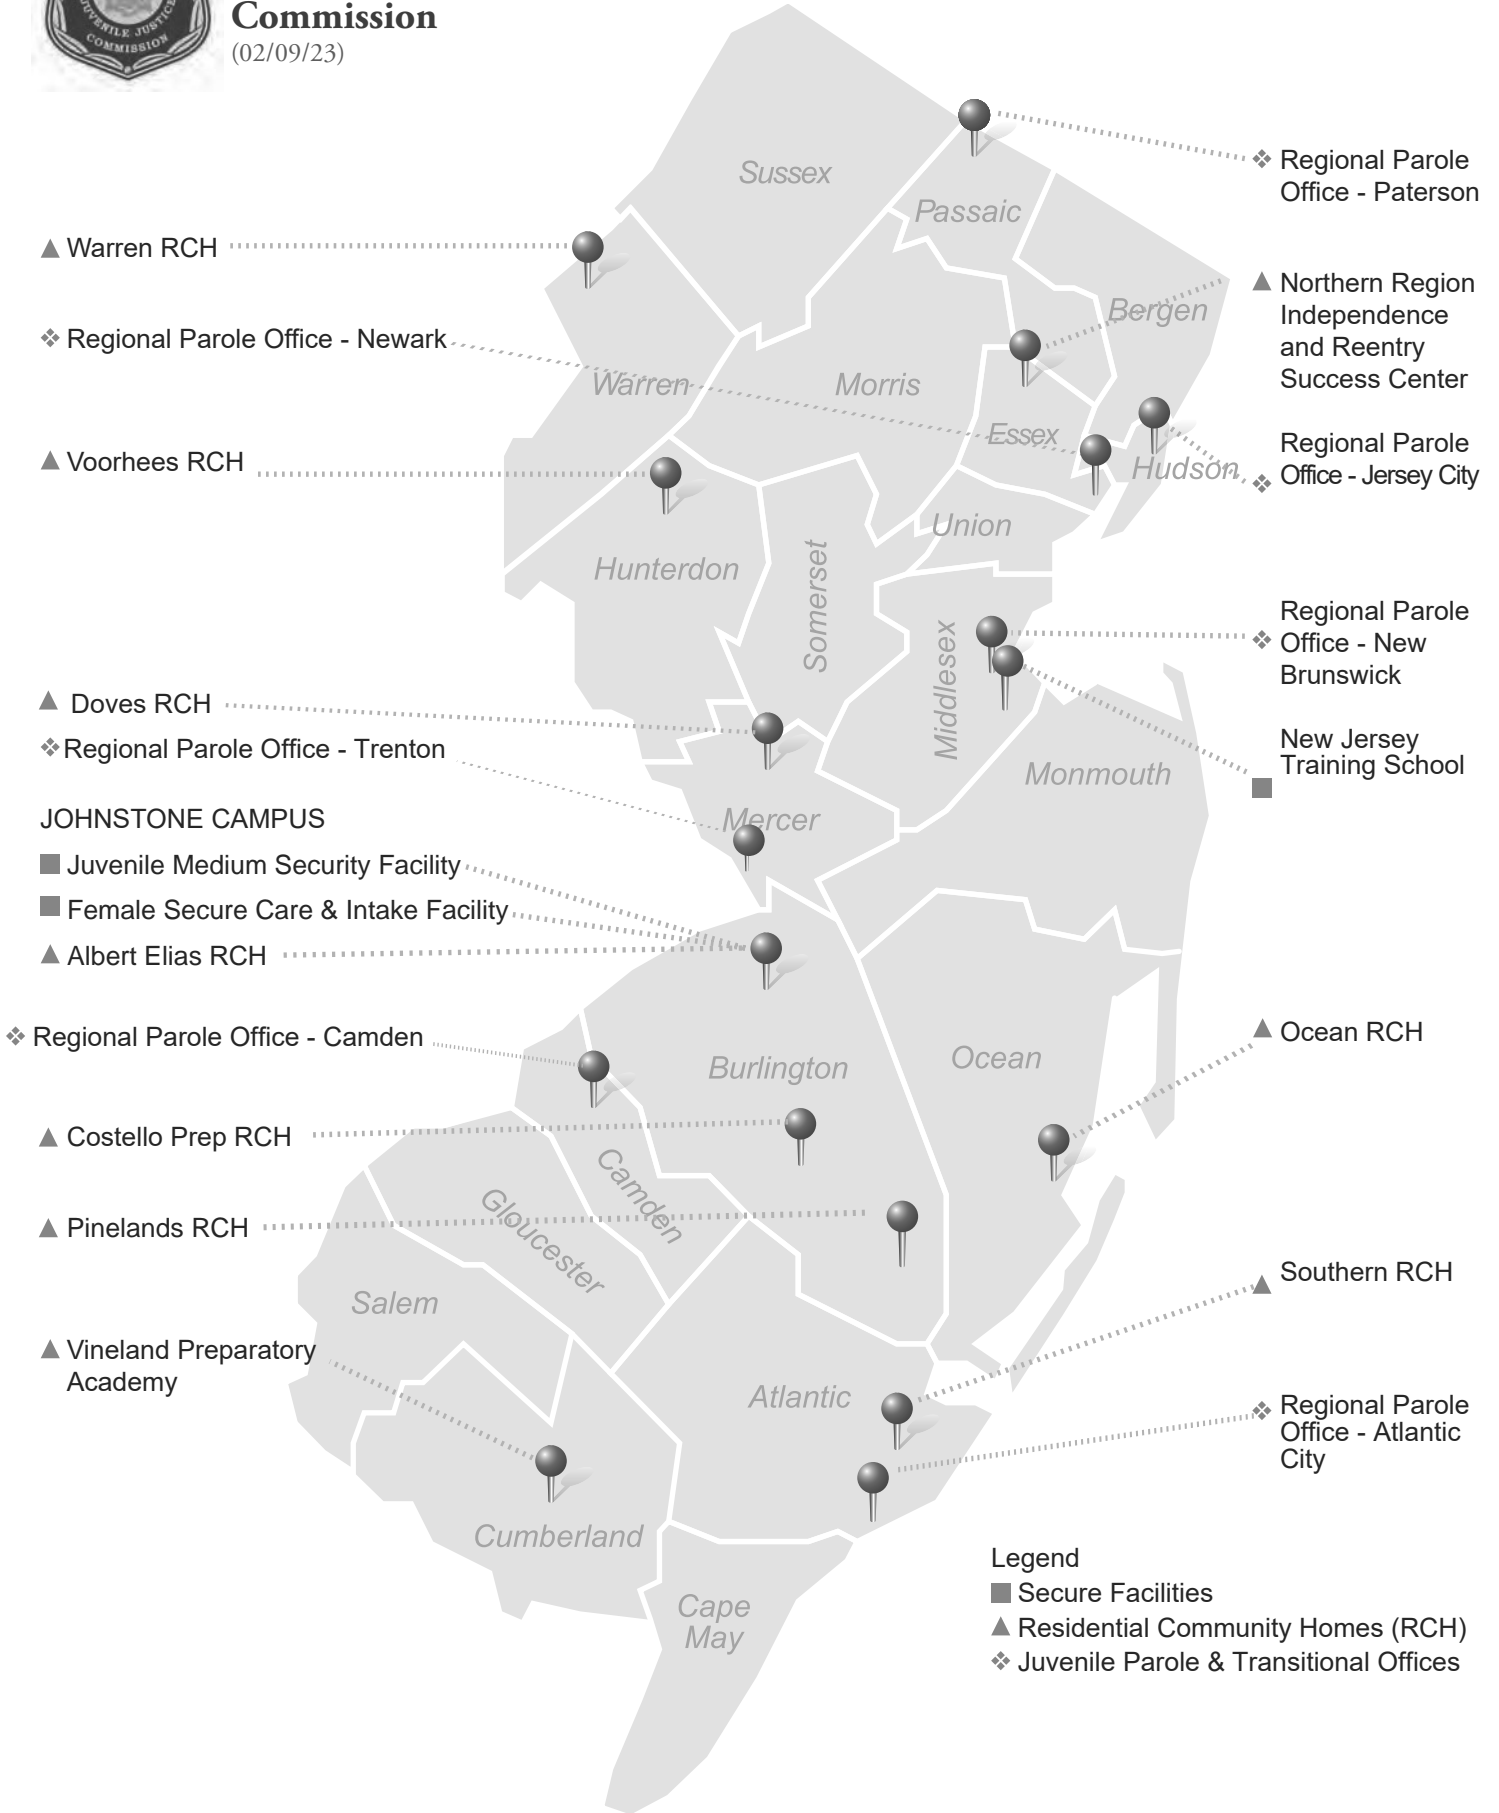 JUVENILE JUSTICE
COMMISSION
Commission
(02/09/23)
Sussex
Passaic
Regional Parole
Office - Paterson
Warren RCH
Northern Region
Independence
and Reentry
Success Center
Bergen
Regional Parole Office - Newark
Warren
Morris
Essex
Hudson
Regional Parole
Office - Jersey City
Voorhees RCH
Union
Hunterdon
Somerset
Middlesex
Regional Parole
Office - New
Brunswick
Doves RCH
Regional Parole Office - Trenton
New Jersey
Training School
Monmouth
Mercer
JOHNSTONE CAMPUS
Juvenile Medium Security Facility
Female Secure Care & Intake Facility
Albert Elias RCH
Regional Parole Office - Camden
Burlington
Ocean
Ocean RCH
Costello Prep RCH
Camden
Gloucester
Pinelands RCH
Salem
Southern RCH
Vineland Preparatory
Academy
Atlantic
Regional Parole
Office - Atlantic
City
Cumberland
Cape
May
Legend
Secure Facilities
Residential Community Homes (RCH)
Juvenile Parole & Transitional Offices